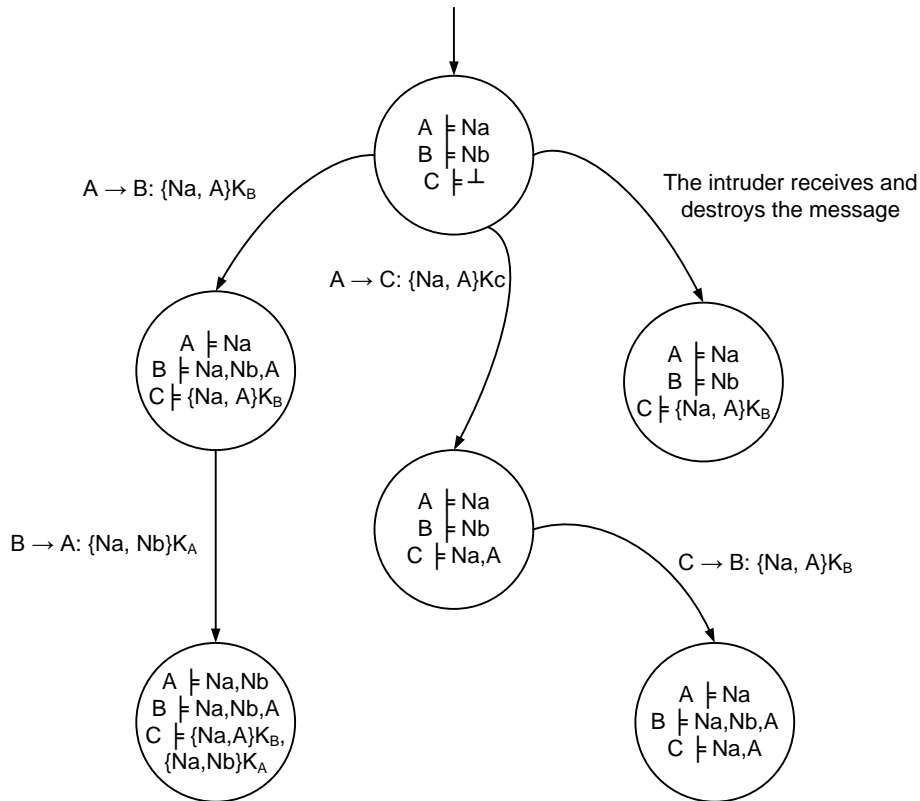 A ⊨ Na
B ⊨ Nb
C ⊨ ⊥
A → B: {Na, A}K_B
The intruder receives and
destroys the message
A → C: {Na, A}Kc
A ⊨ Na
B ⊨ Na,Nb,A
C ⊨ {Na, A}K_B
A ⊨ Na
B ⊨ Nb
C ⊨ {Na, A}K_B
A ⊨ Na
B ⊨ Nb
C ⊨ Na,A
B → A: {Na, Nb}K_A
C → B: {Na, A}K_B
A ⊨ Na,Nb
B ⊨ Na,Nb,A
C ⊨ {Na,A}K_B,
{Na,Nb}K_A
A ⊨ Na
B ⊨ Na,Nb,A
C ⊨ Na,A